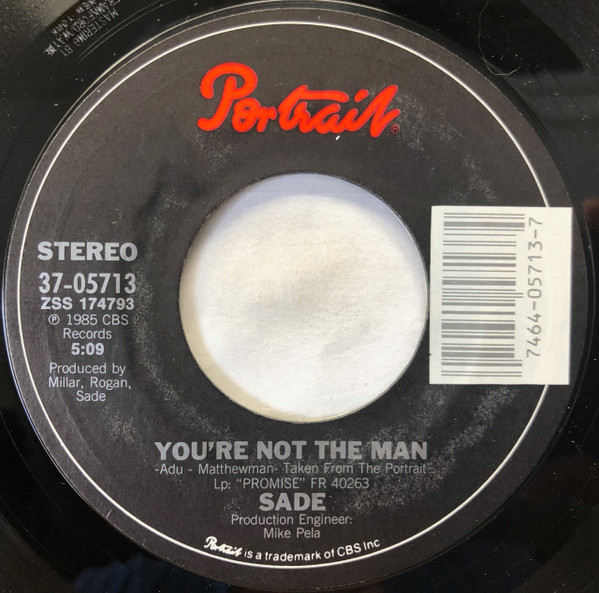 MASTERING BY
Portrait®
STEREO
37-05713
ZSS 174793
℗ 1985 CBS
Records
5:09
Produced by
Millar, Rogan,
Sade
7464-05713-7
YOU'RE NOT THE MAN
-Adu - Matthewman- Taken From The Portrait
Lp: "PROMISE" FR 40263
SADE
Production Engineer:
Mike Pela
Portrait is a trademark of CBS Inc